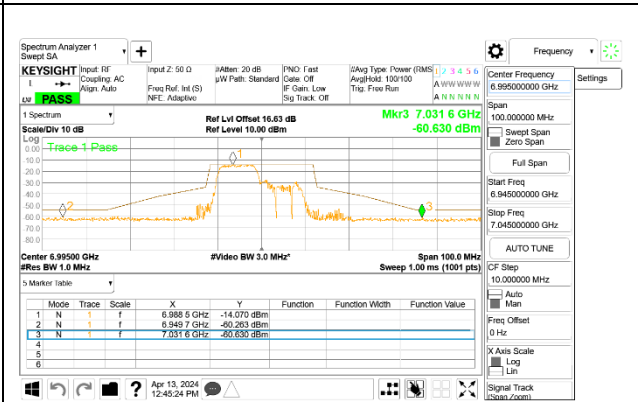 Spectrum Analyzer 1
Swept SA
Frequency
KEYSIGHT
Input: RF
Coupling: AC
Align: Auto
Input Z: 50 Ω
Freq Ref: Int (S)
NFE: Adaptive
#Atten: 20 dB
µW Path: Standard
PNO: Fast
Gate: Off
IF Gain: Low
Sig Track: Off
#Avg Type: Power (RMS
Avg|Hold: 100/100
Trig: Free Run
1 2 3 4 5 6
A W W W W W
A N N N N N
LXI PASS
1 Spectrum
Scale/Div 10 dB
Ref Lvl Offset 16.63 dB
Ref Level 10.00 dBm
Mkr3 7.031 6 GHz
-60.630 dBm
Log
Trace 1 Pass
0.00
10.0
20.0
30.0
40.0
50.0
60.0
70.0
80.0
1
2
3
Center 6.99500 GHz
#Res BW 1.0 MHz
#Video BW 3.0 MHz*
Span 100.0 MHz
Sweep 1.00 ms (1001 pts)
5 Marker Table
Mode Trace Scale X Y Function Function Width Function Value
1 N 1 f 6.988 5 GHz -14.070 dBm
2 N 1 f 6.949 7 GHz -60.263 dBm
3 N 1 f 7.031 6 GHz -60.630 dBm
4
5
6
Apr 13, 2024
12:45:24 PM
Center Frequency
6.995000000 GHz
Settings
Span
100.000000 MHz
Swept Span
Zero Span
Full Span
Start Freq
6.945000000 GHz
Stop Freq
7.045000000 GHz
AUTO TUNE
CF Step
10.000000 MHz
Auto
Man
Freq Offset
0 Hz
X Axis Scale
Log
Lin
Signal Track
(Span Zoom)